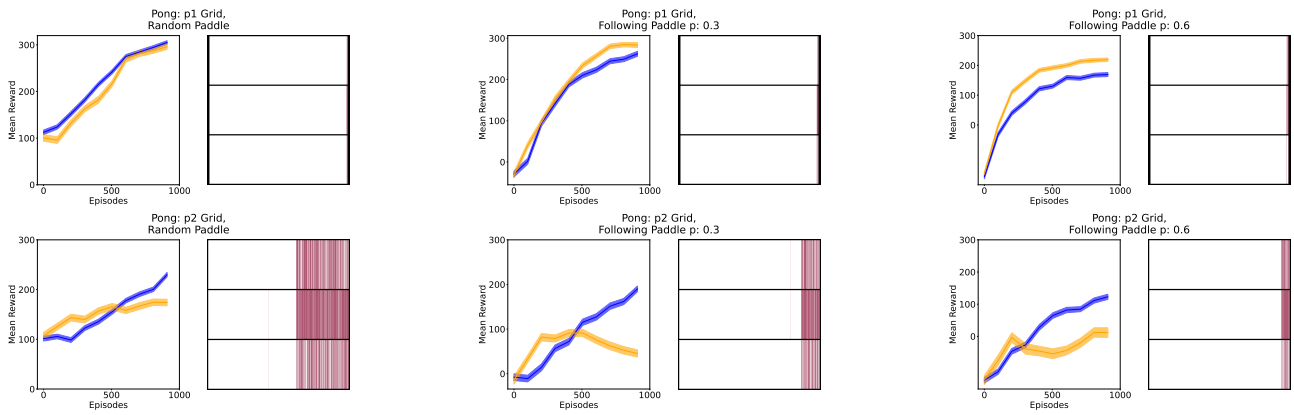 Pong: p1 Grid,
Random Paddle
300
200
100
0
Mean Reward
0 500 1000
Episodes
Pong: p1 Grid,
Following Paddle p: 0.3
300
200
100
0
Mean Reward
0 500 1000
Episodes
Pong: p1 Grid,
Following Paddle p: 0.6
300
200
100
0
Mean Reward
0 500 1000
Episodes
Pong: p2 Grid,
Random Paddle
300
200
100
0
Mean Reward
0 500 1000
Episodes
Pong: p2 Grid,
Following Paddle p: 0.3
300
200
100
0
Mean Reward
0 500 1000
Episodes
Pong: p2 Grid,
Following Paddle p: 0.6
300
200
100
0
Mean Reward
0 500 1000
Episodes